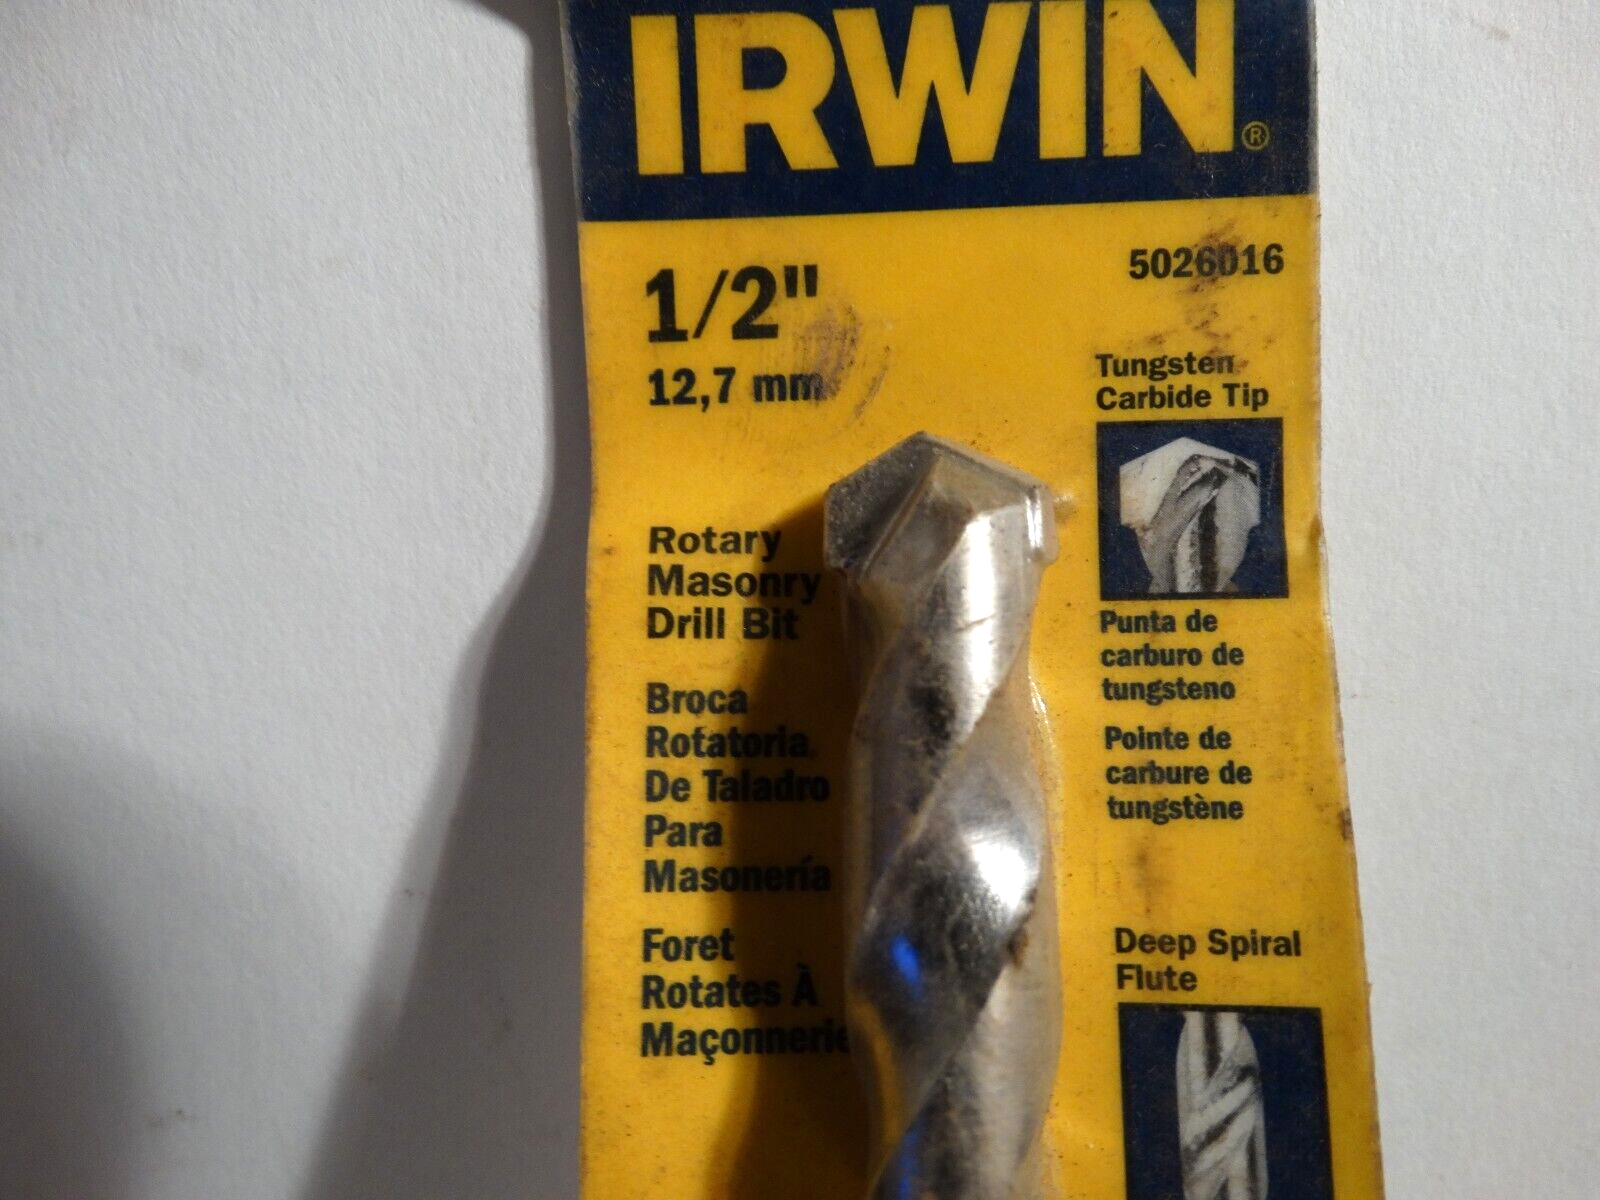 IRWIN®
5026016
1/2"
12,7 mm
Tungsten
Carbide Tip
Rotary
Masonry
Drill Bit
Broca
Rotatoria
De Taladro
Para
Masonería
Foret
Rotates À
Maçonnerie
Punta de
carburo de
tungsteno
Pointe de
carbure de
tungstène
Deep Spiral
Flute